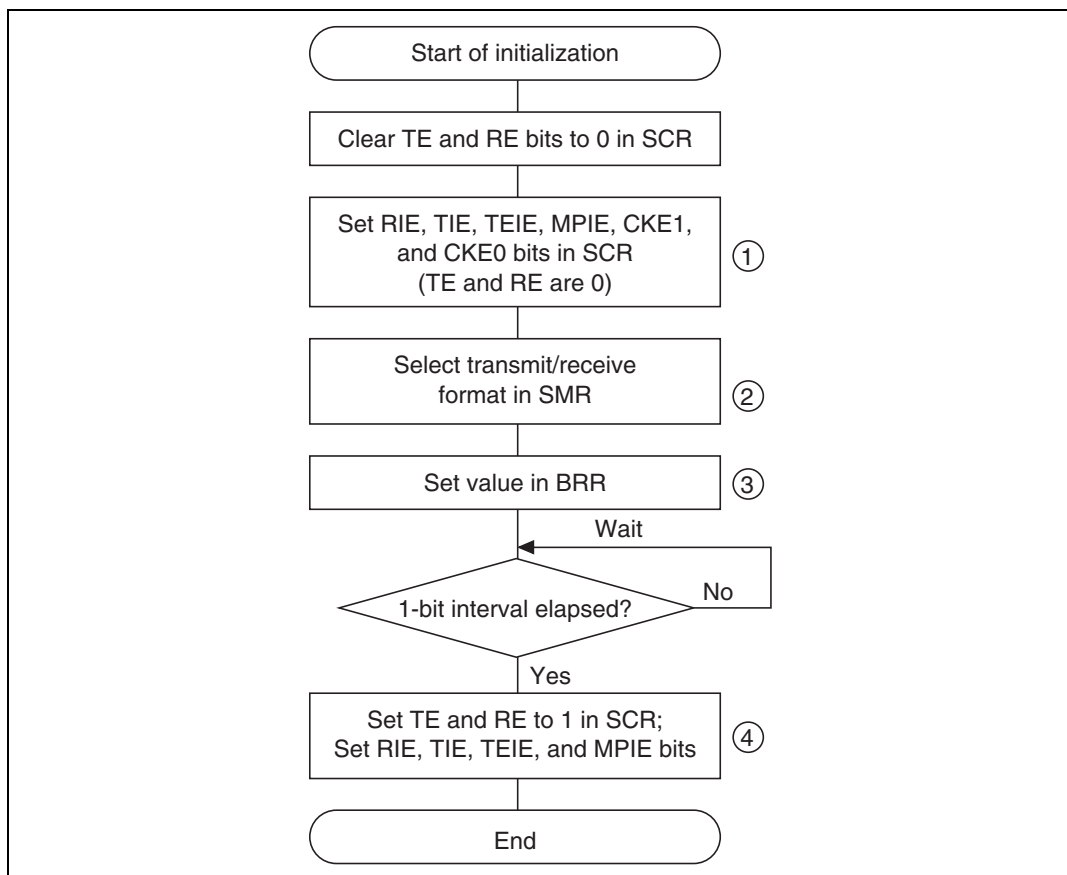 Start of initialization
Clear TE and RE bits to 0 in SCR
Set RIE, TIE, TEIE, MPIE, CKE1,
and CKE0 bits in SCR
(TE and RE are 0)
①
Select transmit/receive
format in SMR
②
Set value in BRR
③
Wait
1-bit interval elapsed?
No
Yes
Set TE and RE to 1 in SCR;
Set RIE, TIE, TEIE, and MPIE bits
④
End